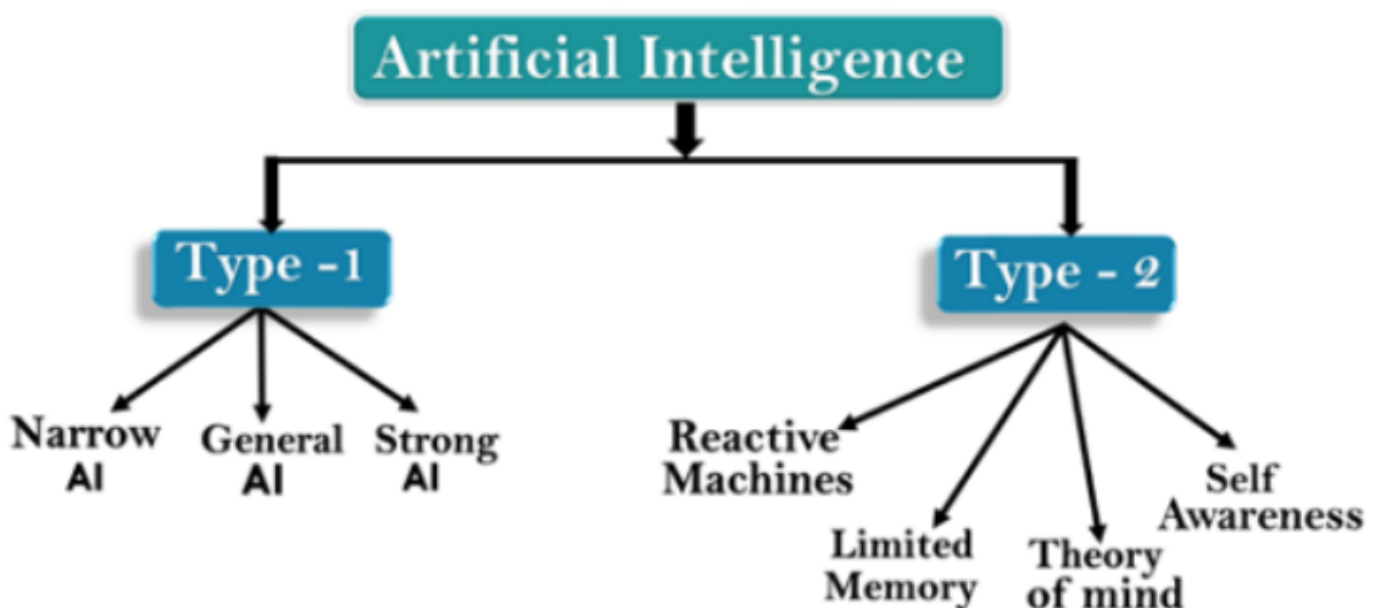 Artificial Intelligence
Type -1
Type - 2
Narrow
AI
General
AI
Strong
AI
Reactive
Machines
Limited
Memory
Theory
of mind
Self
Awareness